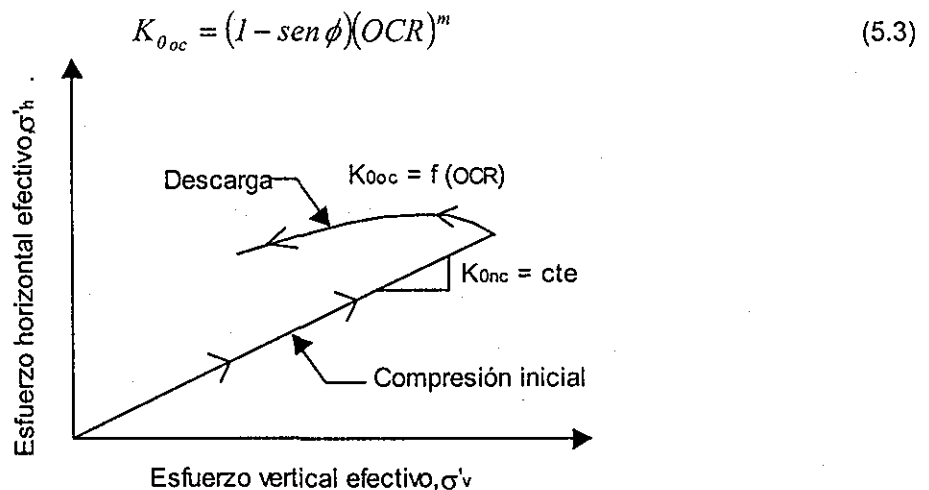 K₀ₒc = (1 - sen ϕ)(OCR)ᵐ (5.3)
Esfuerzo horizontal efectivo,σ'h
Descarga
K0oc = f (OCR)
K0nc = cte
Compresión inicial
Esfuerzo vertical efectivo,σ'v